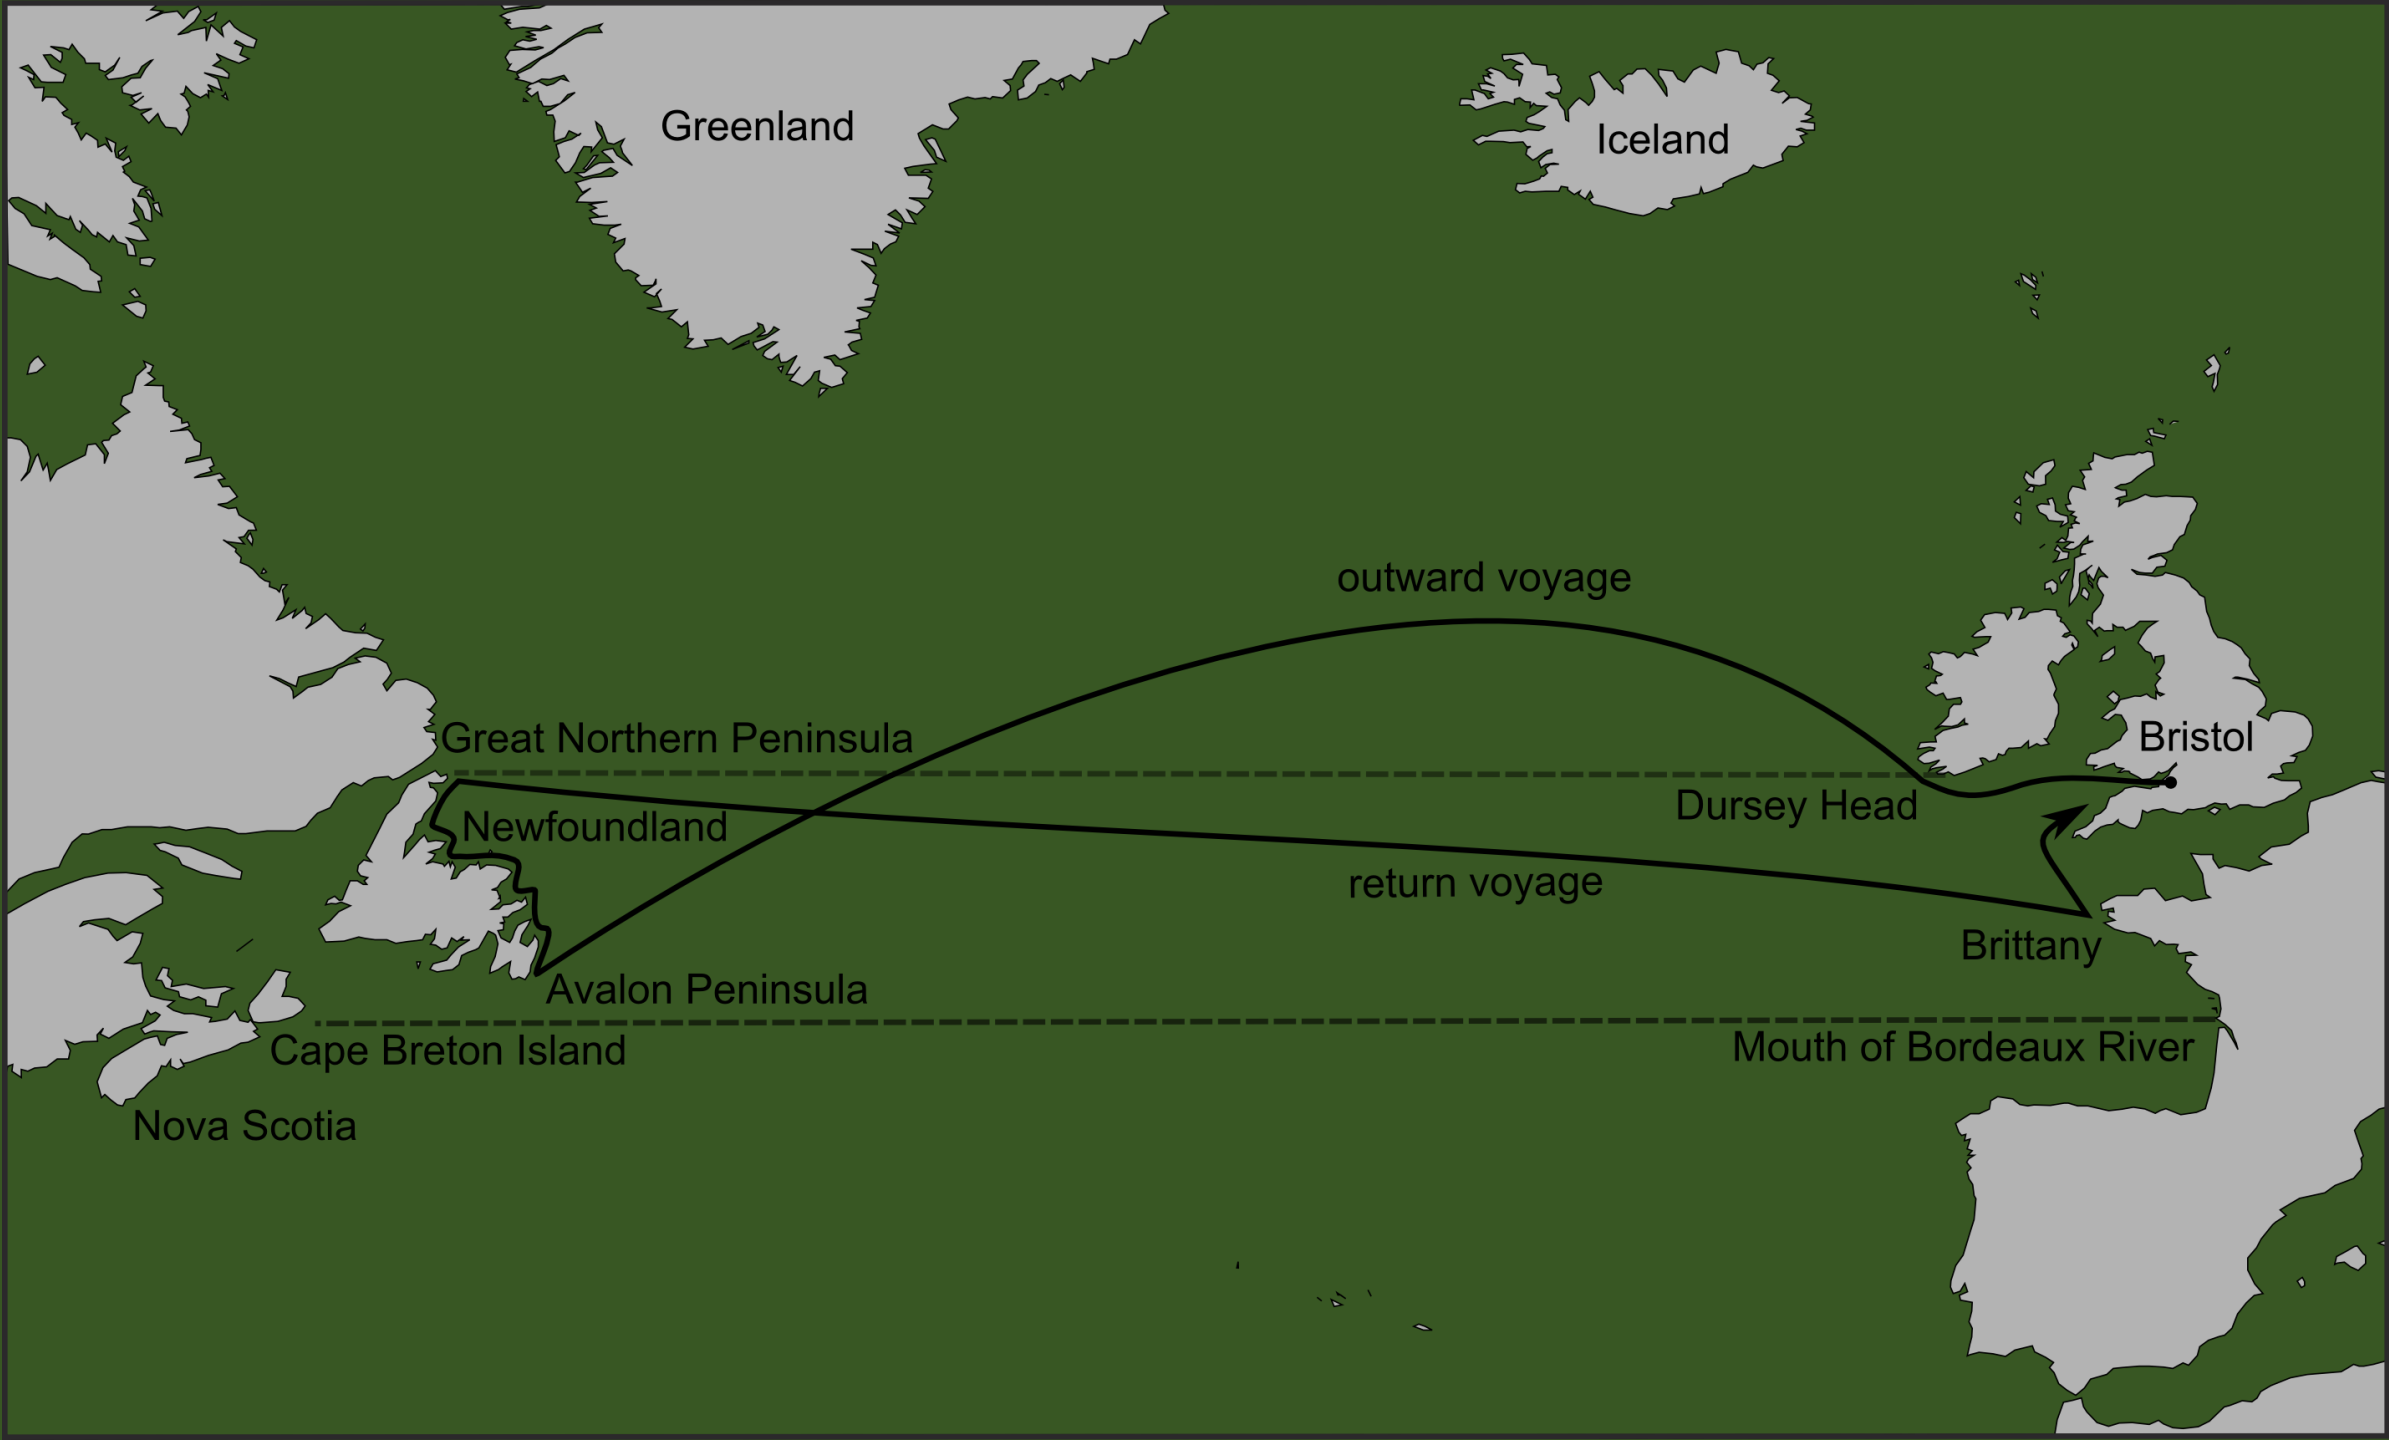 Greenland
Iceland
outward voyage
Great Northern Peninsula
Bristol
Dursey Head
Newfoundland
return voyage
Brittany
Avalon Peninsula
Cape Breton Island
Mouth of Bordeaux River
Nova Scotia